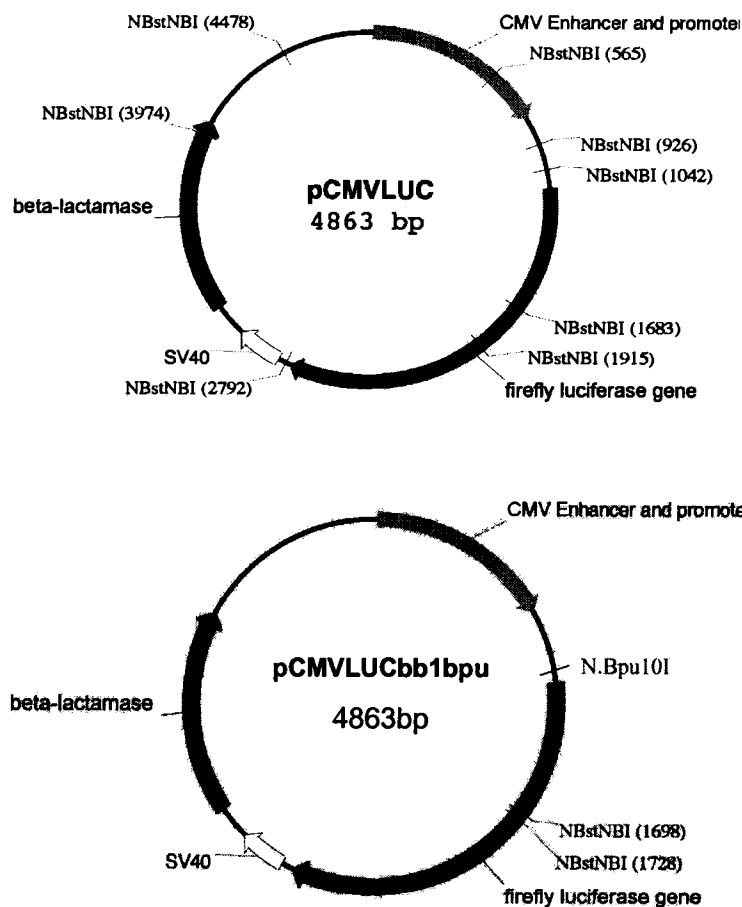 CMV Enhancer and promoter
NBstNBI (4478)
NBstNBI (565)
NBstNBI (3974)
NBstNBI (926)
NBstNBI (1042)
pCMVLUC
4863 bp
beta-lactamase
NBstNBI (1683)
SV40
NBstNBI (1915)
NBstNBI (2792)
firefly luciferase gene
CMV Enhancer and promote
N.Bpu10I
pCMVLUCbb1bpu
4863bp
beta-lactamase
NBstNBI (1698)
SV40
NBstNBI (1728)
firefly luciferase gene